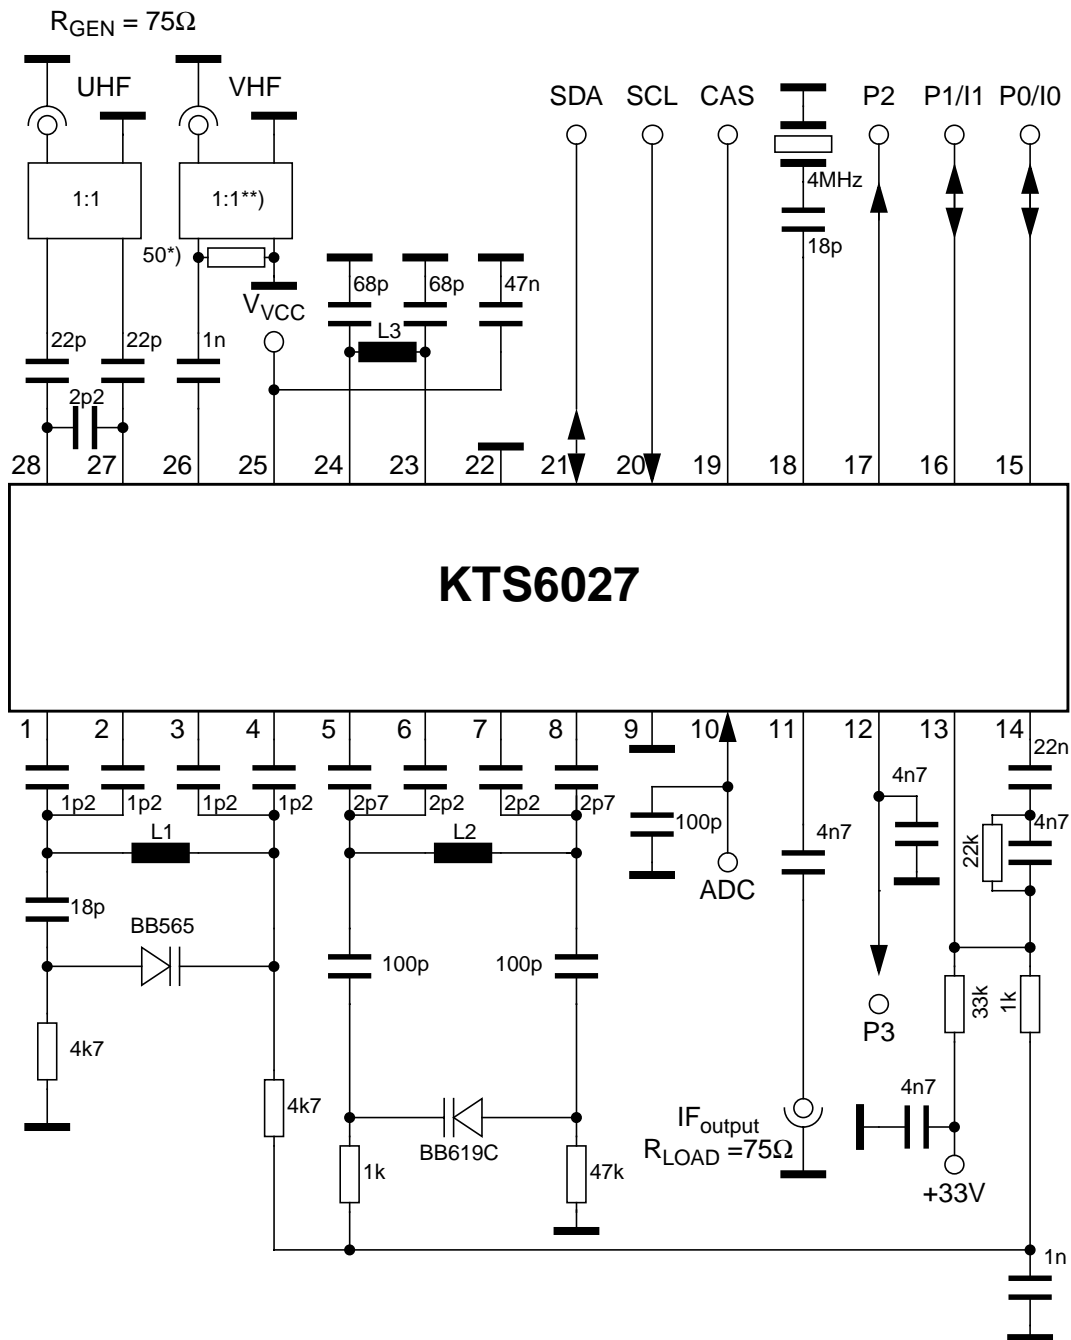 R_GEN = 75Ω
UHF VHF SDA SCL CAS P2 P1/I1 P0/I0
1:1 1:1**) 4MHz
50*) 18p
68p 68p 47n
V_VCC
L3
22p 22p 1n
2p2
28 27 26 25 24 23 22 21 20 19 18 17 16 15
KTS6027
1 2 3 4 5 6 7 8 9 10 11 12 13 14
22n
1p2 1p2 1p2 1p2 2p7 2p2 2p2 2p7 4n7
100p 4n7 4n7
L1 L2 22k
ADC
18p
BB565
100p 100p
33k 1k
P3
4k7
4k7 4n7
IF_output
BB619C R_LOAD =75Ω
1k 47k
+33V
1n